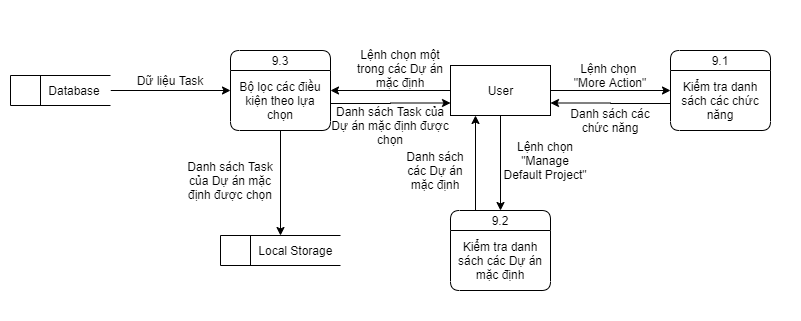 Database
Dữ liệu Task
9.3
Bộ lọc các điều
kiện theo lựa
chọn
Lệnh chọn một
trong các Dự án
mặc định
Danh sách Task của
Dự án mặc định được
chọn
User
Lệnh chọn
"More Action"
Danh sách các
chức năng
9.1
Kiểm tra danh
sách các chức
năng
Danh sách Task
của Dự án mặc
định được chọn
Local Storage
Danh sách
các Dự án
mặc định
Lệnh chọn
"Manage
Default Project"
9.2
Kiểm tra danh
sách các Dự án
mặc định